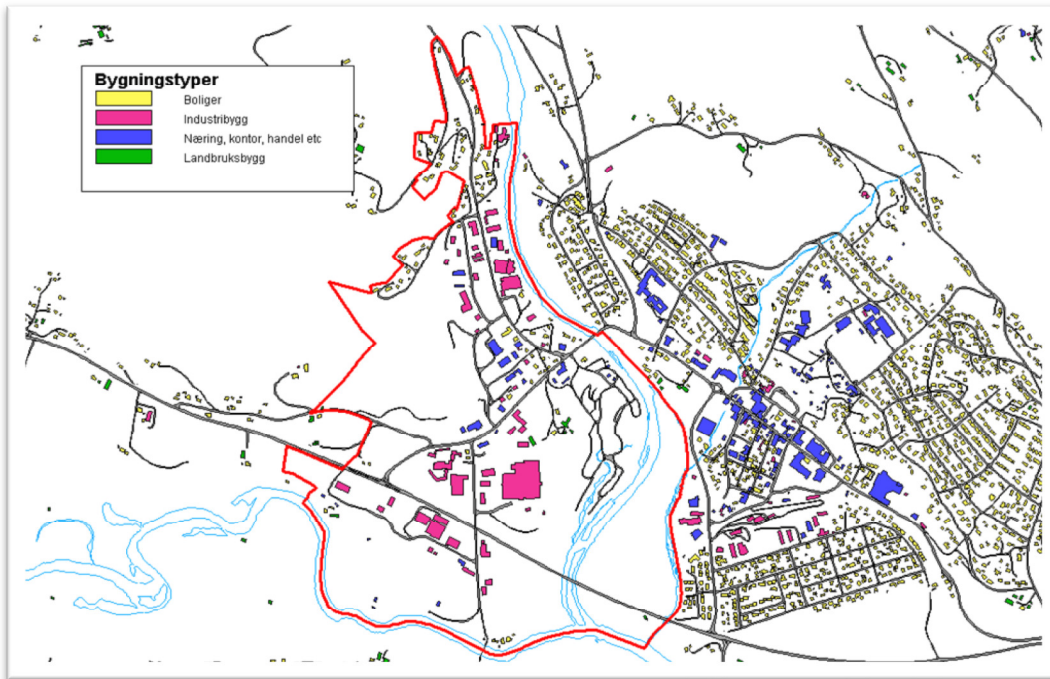 Bygningstyper
Boliger
Industribygg
Næring, kontor, handel etc
Landbruksbygg